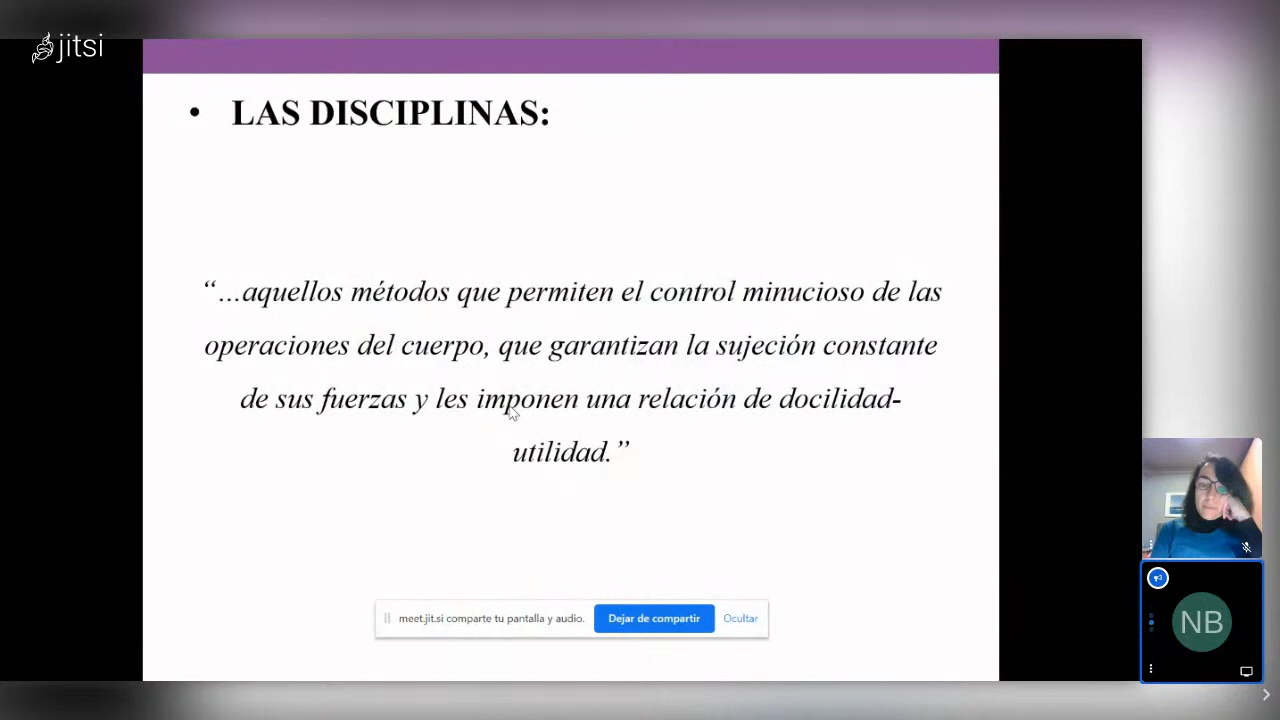 jitsi
• LAS DISCIPLINAS:
“…aquellos métodos que permiten el control minucioso de las
operaciones del cuerpo, que garantizan la sujeción constante
de sus fuerzas y les imponen una relación de docilidad-
utilidad.”
meet.jit.si comparte tu pantalla y audio. Dejar de compartir Ocultar
NB